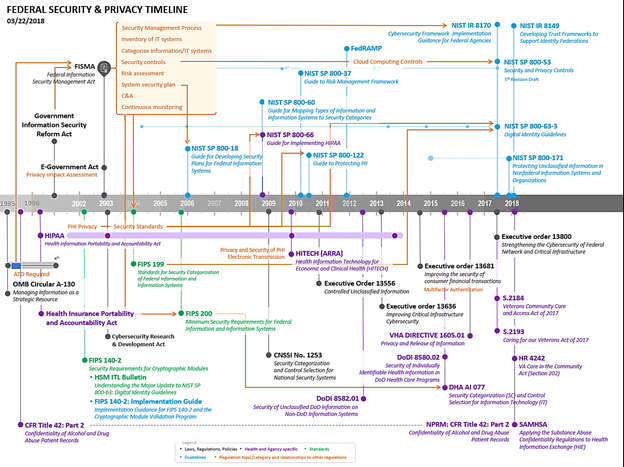 FEDERAL SECURITY & PRIVACY TIMELINE
03/22/2018
Security Management Process
Inventory of IT systems
Categorize Information/IT systems
Security controls
Risk assessment
System security plan
C&A
Continuous monitoring
NIST IR 8170
Cybersecurity Framework -Implementation
Guidance for Federal Agencies
NIST IR 8149
Developing Trust Frameworks to
Support Identity Federations
FedRAMP
Cloud Computing Controls
NIST SP 800-53
Security and Privacy Controls
5th Revision Draft
FISMA
Federal Information
Security Management Act
NIST SP 800-37
Guide to Risk Management Framework
NIST SP 800-60
Guide for Mapping Types of Information and
Information Systems to Security Categories
Government
Information Security
Reform Act
NIST SP 800-66
Guide for Implementing HIPAA
NIST SP 800-63-3
Digital Identity Guidelines
NIST SP 800-18
Guide for Developing Security
Plans for Federal Information
Systems
NIST SP 800-122
Guide to Protecting PII
NIST SP 800-171
Protecting Unclassified Information in
Nonfederal Information Systems and
Organizations
E-Government Act
Privacy Impact Assessment
1985
1996
2002
2003
2004
2005
2006
2008
2009
2010
2011
2012
2013
2014
2015
2016
2017
2018
PHI Privacy
Security Standards
HIPAA
Health Information Portability and Accountability Act
Privacy and Security of PHI
Electronic Transmission
HITECH (ARRA)
Health Information Technology for
Economic and Clinical Health (HITECH)
Executive Order 13800
Strengthening the Cybersecurity of Federal
Network and Critical Infrastructure
ATO Required
FIPS 199
Standards for Security Categorization
of Federal Information and
Information Systems
Executive Order 13681
Improving the security of
consumer financial transactions
Multifactor Authentication
OMB Circular A-130
Managing Information as a
Strategic Resource
Executive Order 13556
Controlled Unclassified Information
S.2184
Veterans Community Care
and Access Act of 2017
Executive Order 13636
Improving Critical Infrastructure
Cybersecurity
Health Insurance Portability
and Accountability Act
FIPS 200
Minimum Security Requirements for Federal
Information and Information Systems
S.2193
Caring for our Veterans Act of 2017
VHA DIRECTIVE 1605.01
Privacy and Release of Information
Cybersecurity Research
& Development Act
CNSSI No. 1253
Security Categorization
and Control Selection for
National Security Systems
DoDI 8580.02
Security of Individually
Identifiable Health Information in
DoD Health Care Programs
HR 4242
VA Care in the Community
Act (Section 202)
FIPS 140-2
Security Requirements for Cryptographic Modules
• HSM ITL Bulletin
Understanding the Major Update to NIST SP
800-63: Digital Identity Guidelines
• FIPS 140-2: Implementation Guide
Implementation Guidance for FIPS 140-2 and the
Cryptographic Module Validation Program
DHA AI 077
Security Categorization (SC) and Control
Selection for Information Technology (IT)
DoDI 8582.01
Security of Unclassified DoD Information on
Non-DoD Information Systems
CFR Title 42: Part 2
Confidentiality of Alcohol and Drug
Abuse Patient Records
NPRM: CFR Title 42: Part 2
Confidentiality of Alcohol and Drug Abuse
Patient Records
SAMHSA
Applying the Substance Abuse
Confidentiality Regulations to Health
Information Exchange (HIE)
Legend
Laws, Regulations, Policies
Health and Agency specific
Standards
Guidelines
Regulation topic/category and relationships to other regulations